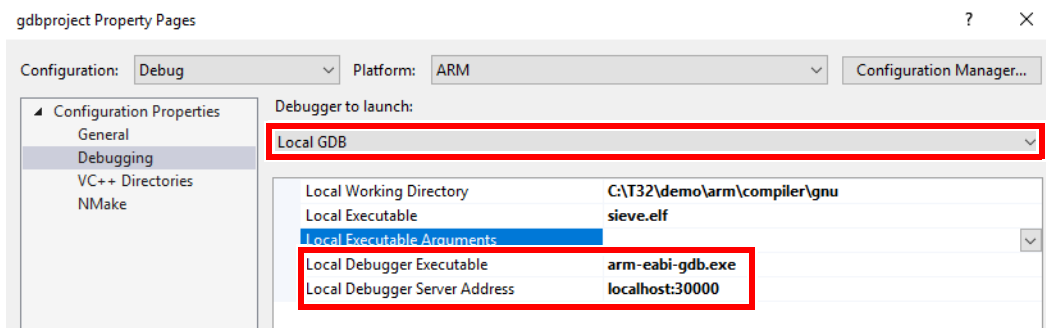 gdbproject Property Pages ?
Configuration: Debug Platform: ARM Configuration Manager...
Configuration Properties
General
Debugging
VC++ Directories
NMake
Debugger to launch:
Local GDB
Local Working Directory C:\T32\demo\arm\compiler\gnu
Local Executable sieve.elf
Local Executable Arguments
Local Debugger Executable arm-eabi-gdb.exe
Local Debugger Server Address localhost:30000